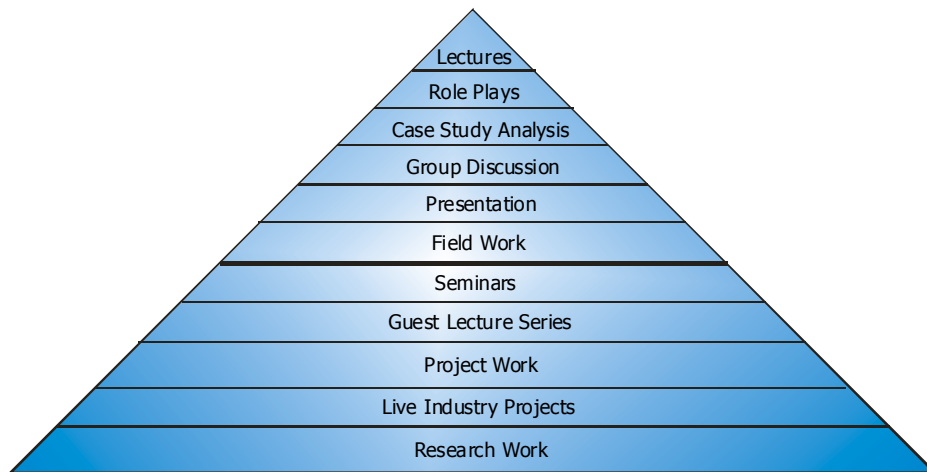 Lectures
Role Plays
Case Study Analysis
Group Discussion
Presentation
Field Work
Seminars
Guest Lecture Series
Project Work
Live Industry Projects
Research Work